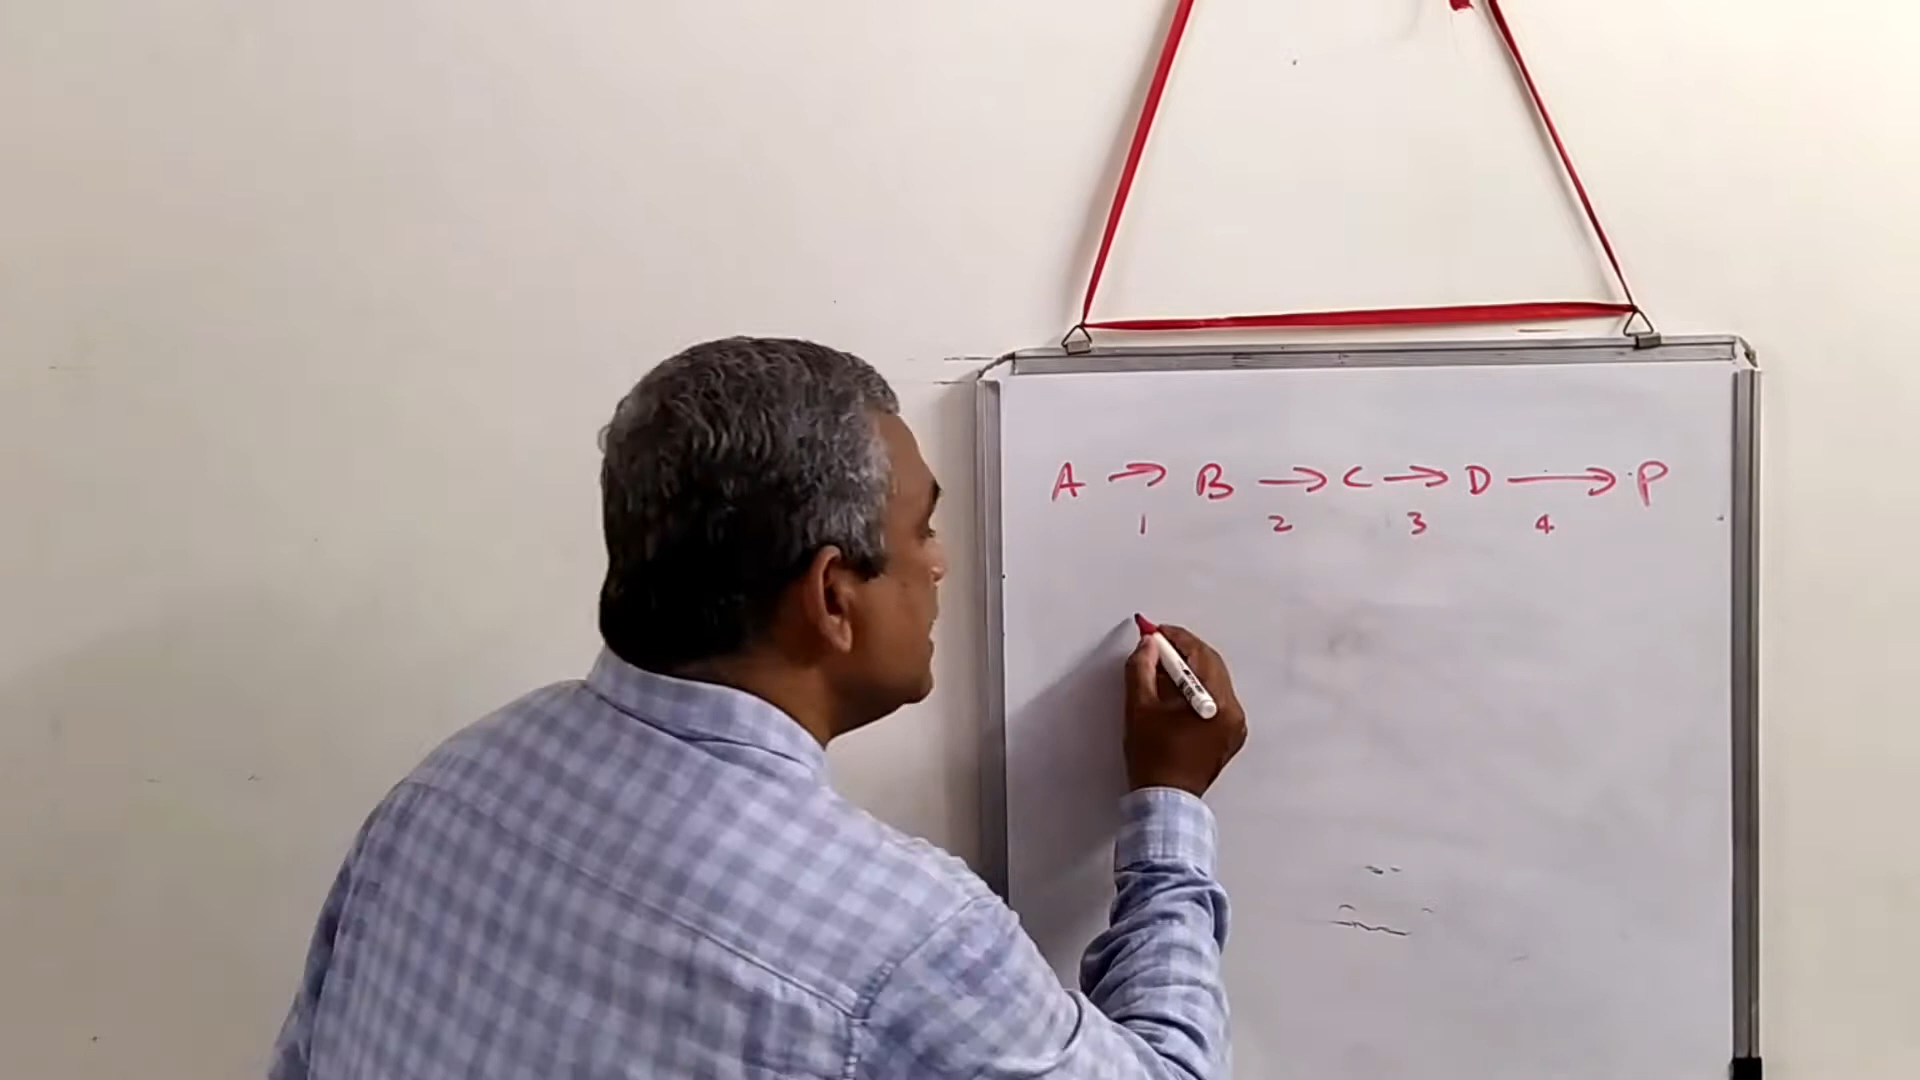 A → B → C → D → P
1 2 3 4